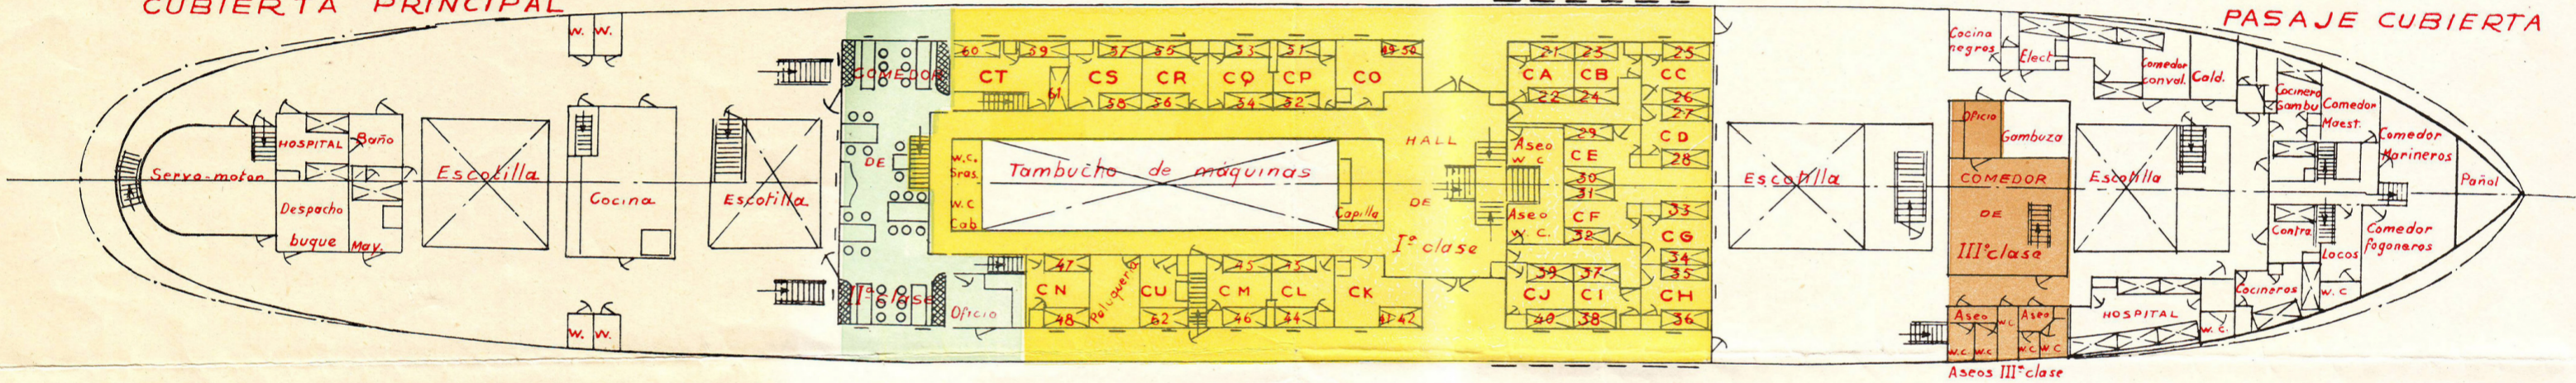 CUBIERTA PRINCIPAL
PASAJE CUBIERTA
W. W.
Servo-motor
HOSPITAL
Baño
Despacho
buque
May.
Escotilla
Cocina
Escotilla
W. W.
COMEDOR
DE
IIª clase
Oficio
60 59 57 55 53 51 49-50
CT CS CR CQ CP CO
61 58 56 54 52
W.C.
Sras.
W.C
Cab
Tambucho de máquinas
Capilla
HALL
DE
Iª clase
47 45 43
CN Peluquería CU CM CL CK
48 62 46 44 41-42
21 23 25
CA CB CC
22 24 26
27
Aseo
W C
29
CE
CD
28
30
31
Aseo
W. C.
CF
32
33
CG
34
35
39 37
CJ CI CH
40 38 36
Escotilla
Cocina
negros
Elect
Comedor
conval.
Cald.
Oficio
Gambuza
COMEDOR
DE
IIIª clase
Aseo W.C. Aseo
W.C. W.C. W.C. W.C
Aseos IIIª clase
Escotilla
Cocinero
Gambu
Comedor
Maest.
Comedor
Marineros
Pañol
Contra
Comedor
fogoneros
Locos
Cocineros
W.C
HOSPITAL
W.C.